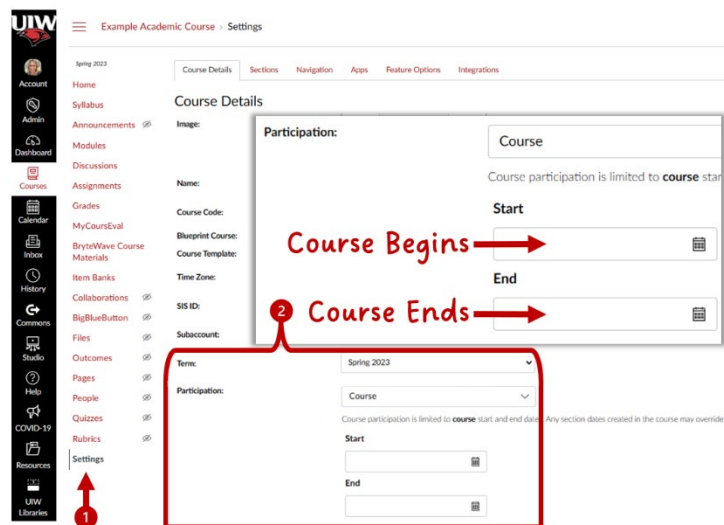 UIW
Example Academic Course › Settings
Account
Admin
Dashboard
Courses
Calendar
Inbox
History
Commons
Studio
Help
COVID-19
Resources
UIW
Libraries
Spring 2023
Home
Syllabus
Announcements
Modules
Discussions
Assignments
Grades
MyCoursEval
BryteWave Course
Materials
Item Banks
Collaborations
BigBlueButton
Files
Outcomes
Pages
People
Quizzes
Rubrics
Settings
1
Course Details Sections Navigation Apps Feature Options Integrations
Course Details
Image:
Name:
Course Code:
Blueprint Course:
Course Template:
Time Zone:
SIS ID:
Subaccount:
Participation:
Course
Course participation is limited to course star
Start
Course Begins
End
2
Course Ends
Term:
Spring 2023
Participation:
Course
Course participation is limited to course start and end dates. Any section dates created in the course may override
Start
End